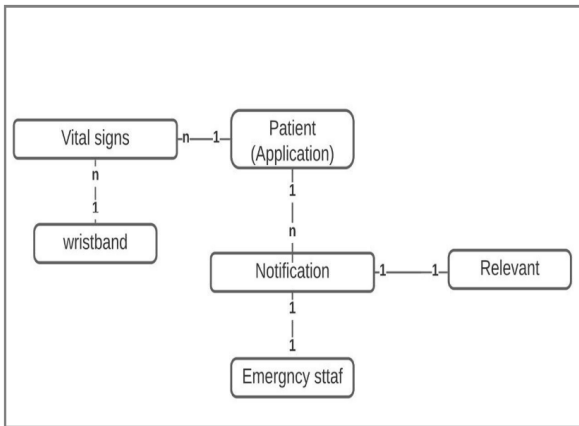 Patient
(Application)
Vital signs
n
1
n
1
1
n
wristband
Notification
1
1
Relevant
1
1
Emergncy sttaf